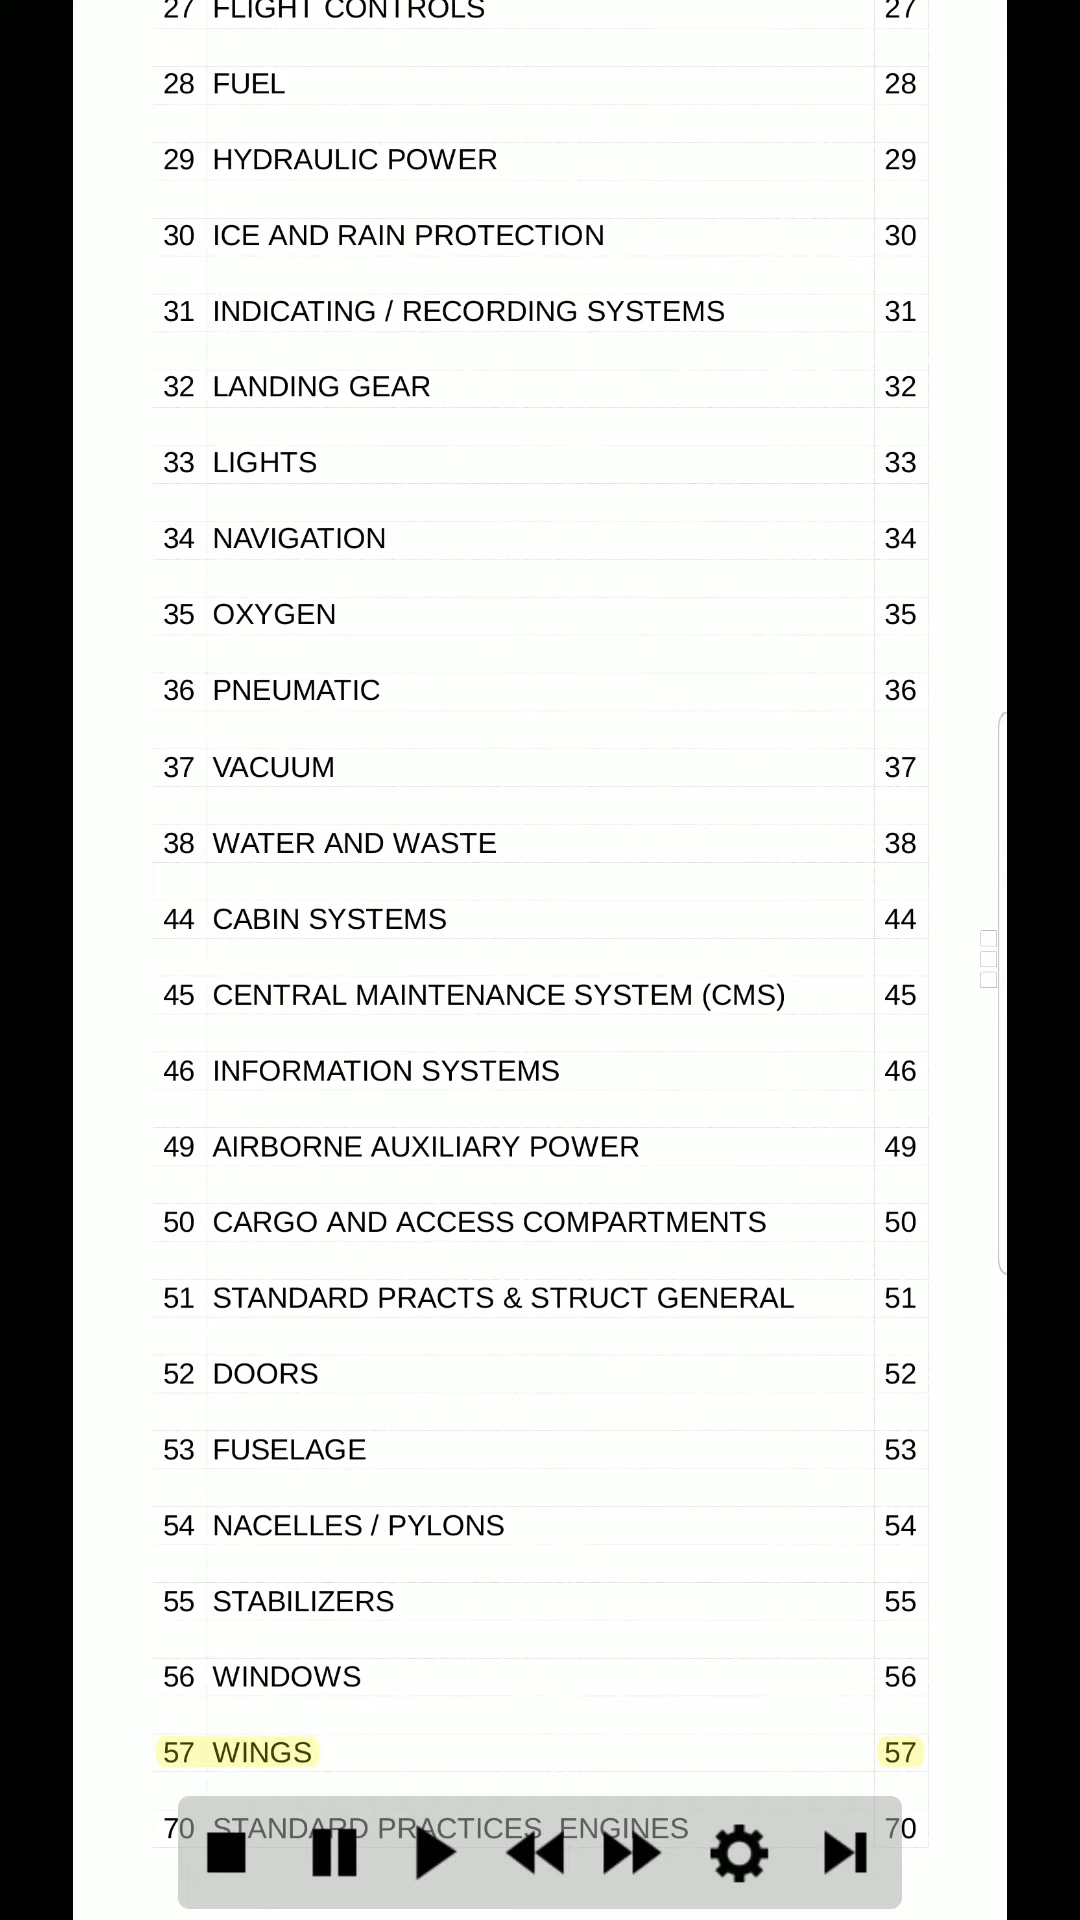 27 FLIGHT CONTROLS 27
28 FUEL 28
29 HYDRAULIC POWER 29
30 ICE AND RAIN PROTECTION 30
31 INDICATING / RECORDING SYSTEMS 31
32 LANDING GEAR 32
33 LIGHTS 33
34 NAVIGATION 34
35 OXYGEN 35
36 PNEUMATIC 36
37 VACUUM 37
38 WATER AND WASTE 38
44 CABIN SYSTEMS 44
45 CENTRAL MAINTENANCE SYSTEM (CMS) 45
46 INFORMATION SYSTEMS 46
49 AIRBORNE AUXILIARY POWER 49
50 CARGO AND ACCESS COMPARTMENTS 50
51 STANDARD PRACTS & STRUCT GENERAL 51
52 DOORS 52
53 FUSELAGE 53
54 NACELLES / PYLONS 54
55 STABILIZERS 55
56 WINDOWS 56
57 WINGS 57
70 STANDARD PRACTICES ENGINES 70